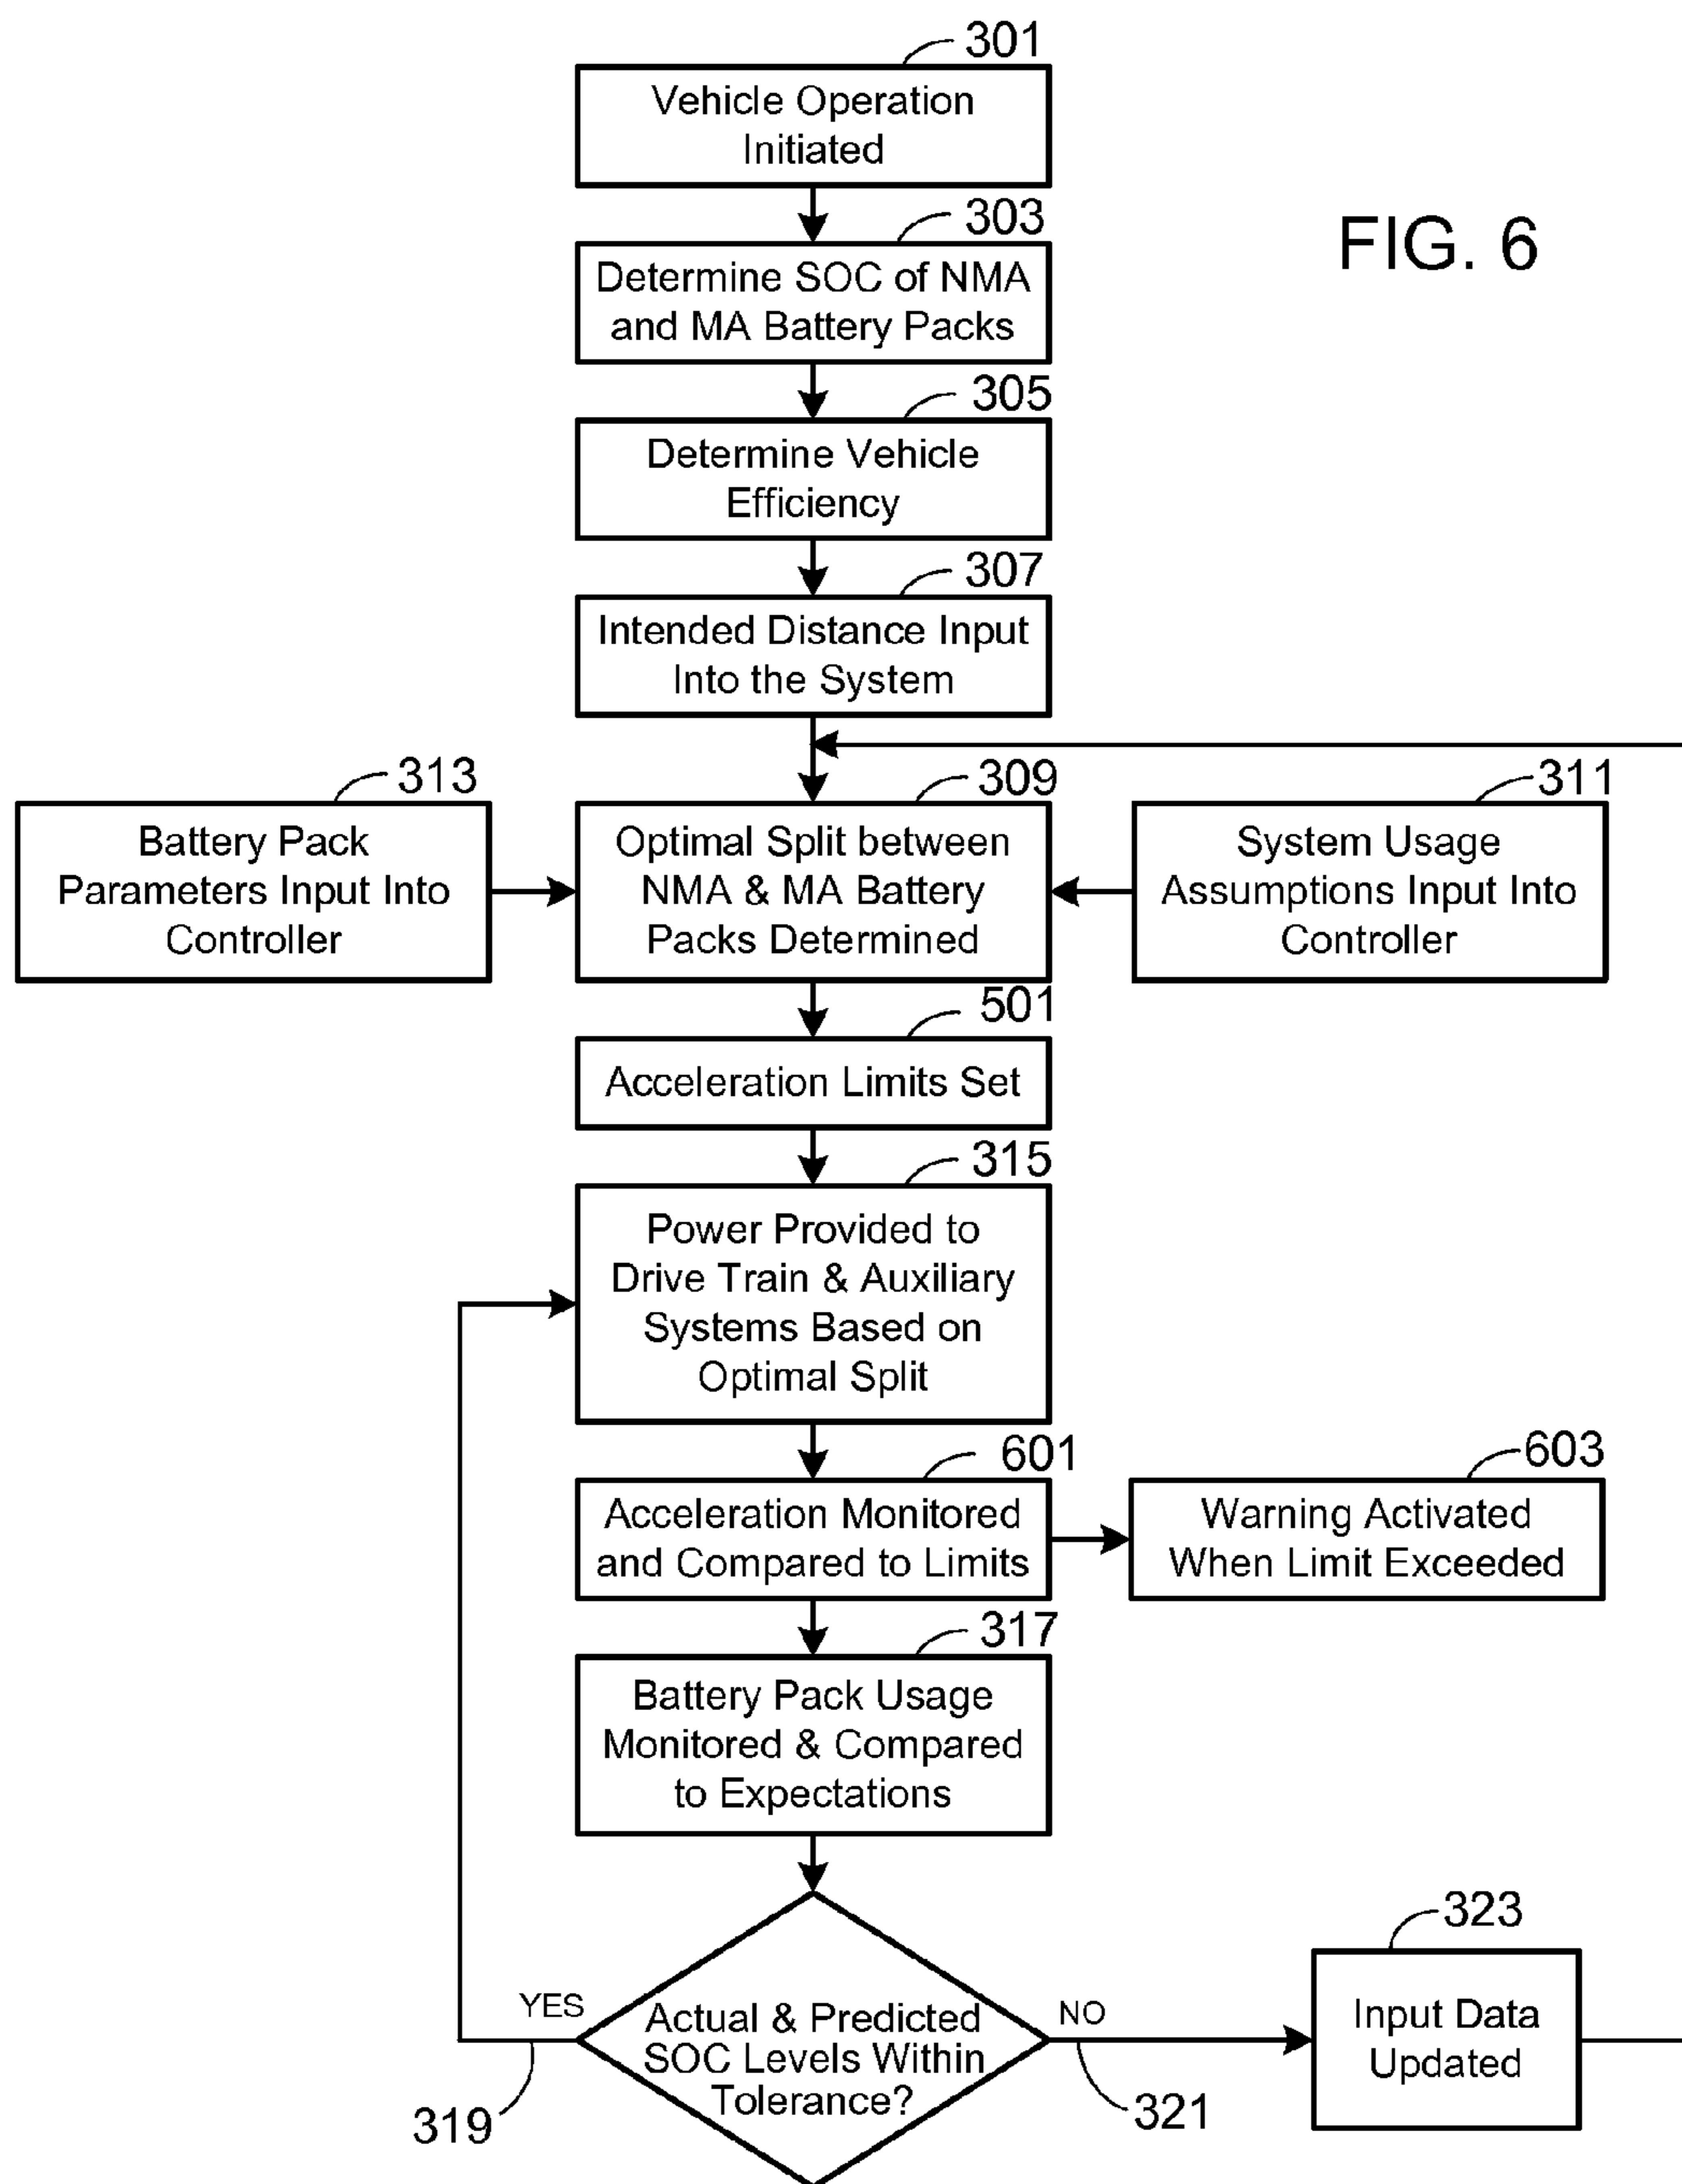 301
Vehicle Operation
Initiated
FIG. 6
303
Determine SOC of NMA
and MA Battery Packs
305
Determine Vehicle
Efficiency
307
Intended Distance Input
Into the System
313
Battery Pack
Parameters Input Into
Controller
309
Optimal Split between
NMA & MA Battery
Packs Determined
311
System Usage
Assumptions Input Into
Controller
501
Acceleration Limits Set
315
Power Provided to
Drive Train & Auxiliary
Systems Based on
Optimal Split
601
Acceleration Monitored
and Compared to Limits
603
Warning Activated
When Limit Exceeded
317
Battery Pack Usage
Monitored & Compared
to Expectations
YES
319
Actual & Predicted
SOC Levels Within
Tolerance?
NO
321
323
Input Data
Updated